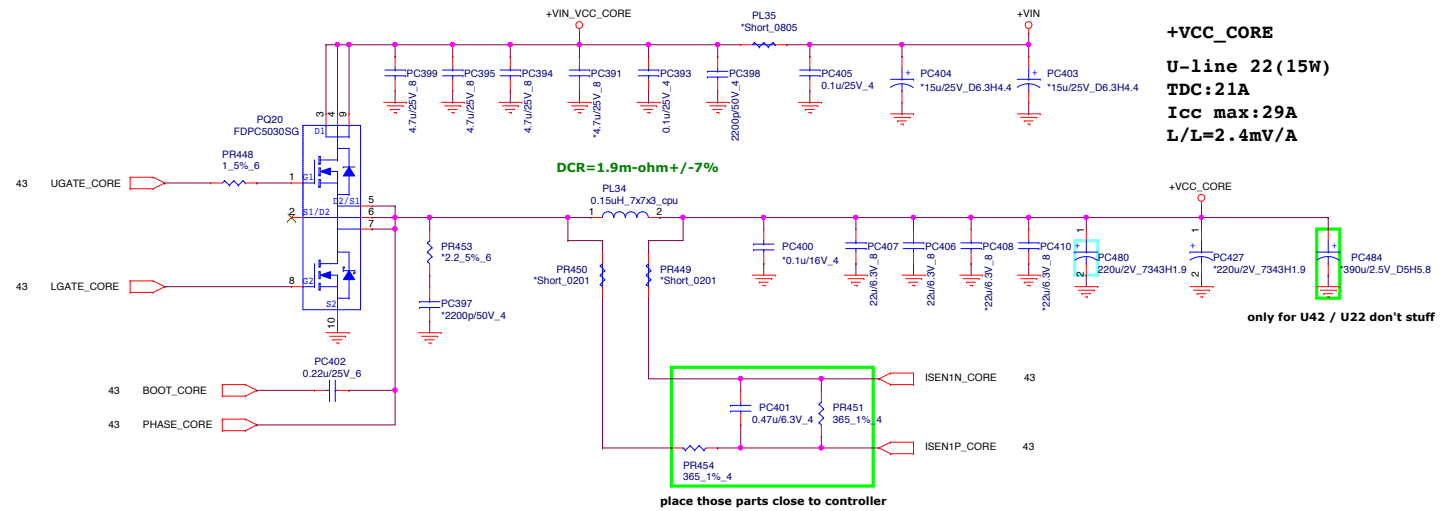 +VIN_VCC_CORE
PL35
*Short_0805
+VIN
+VCC_CORE
U-line 22(15W)
TDC:21A
Icc max:29A
L/L=2.4mV/A
PC399
4.7u/25V_8
PC395
4.7u/25V_8
PC394
4.7u/25V_8
PC391
*4.7u/25V_8
PC393
0.1u/25V_4
PC398
2200p/50V_4
PC405
0.1u/25V_4
+
PC404
*15u/25V_D6.3H4.4
+
PC403
*15u/25V_D6.3H4.4
PQ20
FDPC5030SG
3
4
9
D1
PR448
1_5%_6
43 UGATE_CORE
1
G1
D2/S1
5
2
S1/D2
6
7
43 LGATE_CORE
8
G2
S2
10
PR453
*2.2_5%_6
PC397
*2200p/50V_4
DCR=1.9m-ohm+/-7%
PL34
0.15uH_7x7x3_cpu
1
2
PR450
*Short_0201
PR449
*Short_0201
PC400
*0.1u/16V_4
PC407
22u/6.3V_8
PC406
22u/6.3V_8
PC408
*22u/6.3V_8
PC410
*22u/6.3V_8
1
+
PC480
220u/2V_7343H1.9
2
+VCC_CORE
1
+
PC427
*220u/2V_7343H1.9
2
+
PC484
*390u/2.5V_D5H5.8
only for U42 / U22 don't stuff
PC402
0.22u/25V_6
43 BOOT_CORE
43 PHASE_CORE
PC401
0.47u/6.3V_4
PR451
365_1%_4
PR454
365_1%_4
ISEN1N_CORE 43
ISEN1P_CORE 43
place those parts close to controller